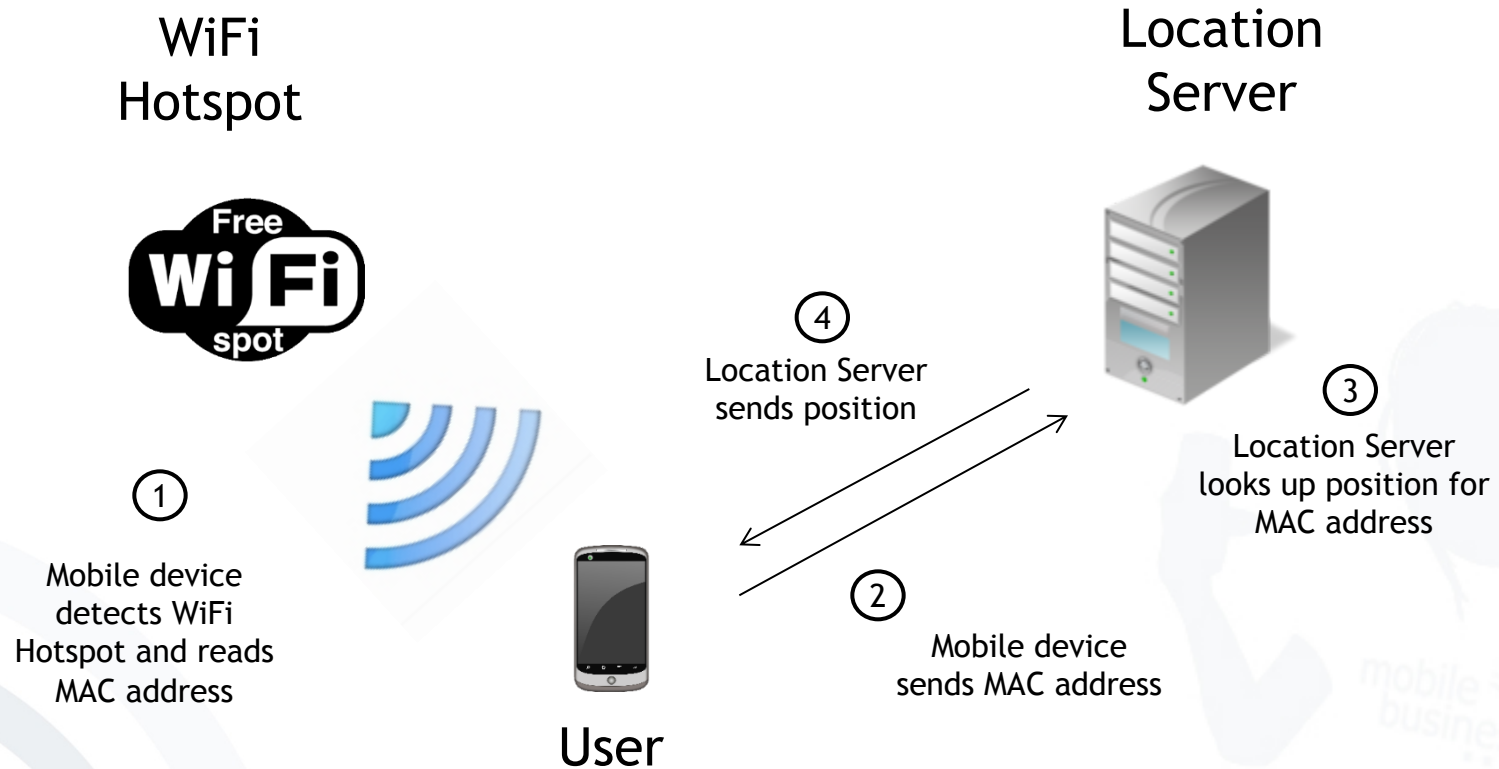 WiFi
Hotspot
Location
Server
Free
Wi Fi
spot
4
Location Server
sends position
3
Location Server
looks up position for
MAC address
1
Mobile device
detects WiFi
Hotspot and reads
MAC address
2
Mobile device
sends MAC address
User
mobile